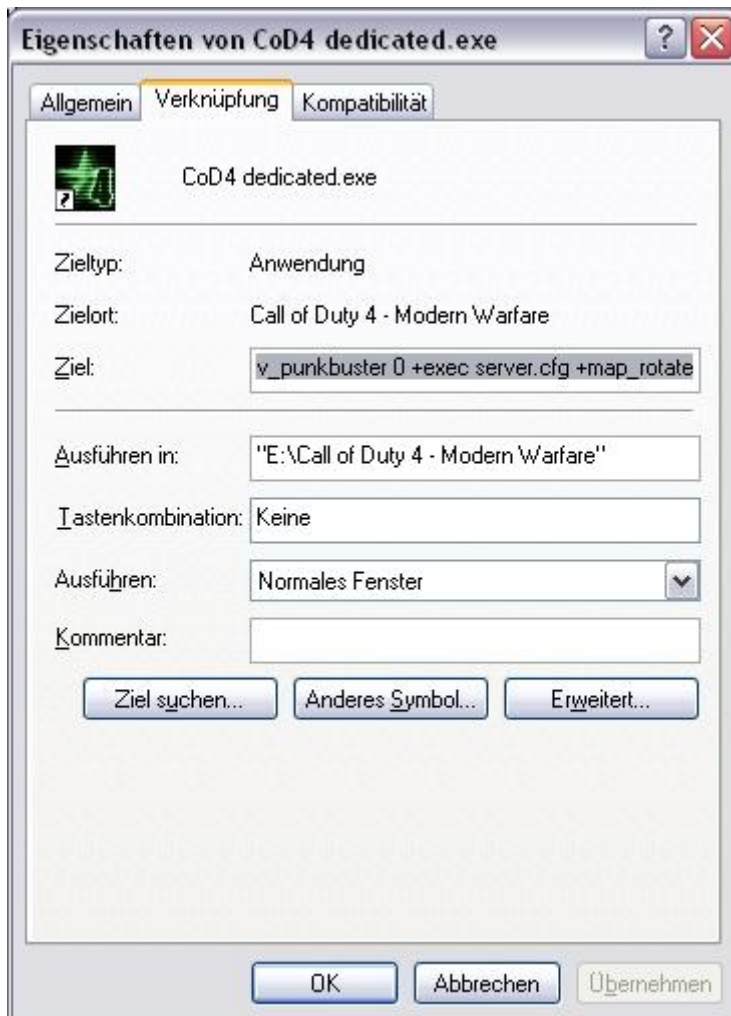 Eigenschaften von CoD4 dedicated.exe
Allgemein Verknüpfung Kompatibilität
CoD4 dedicated.exe
Zieltyp: Anwendung
Zielort: Call of Duty 4 - Modern Warfare
Ziel: v_punkbuster 0 +exec server.cfg +map_rotate
Ausführen in: "E:\Call of Duty 4 - Modern Warfare"
Tastenkombination: Keine
Ausführen: Normales Fenster
Kommentar:
Ziel suchen... Anderes Symbol... Erweitert...
OK Abbrechen Übernehmen